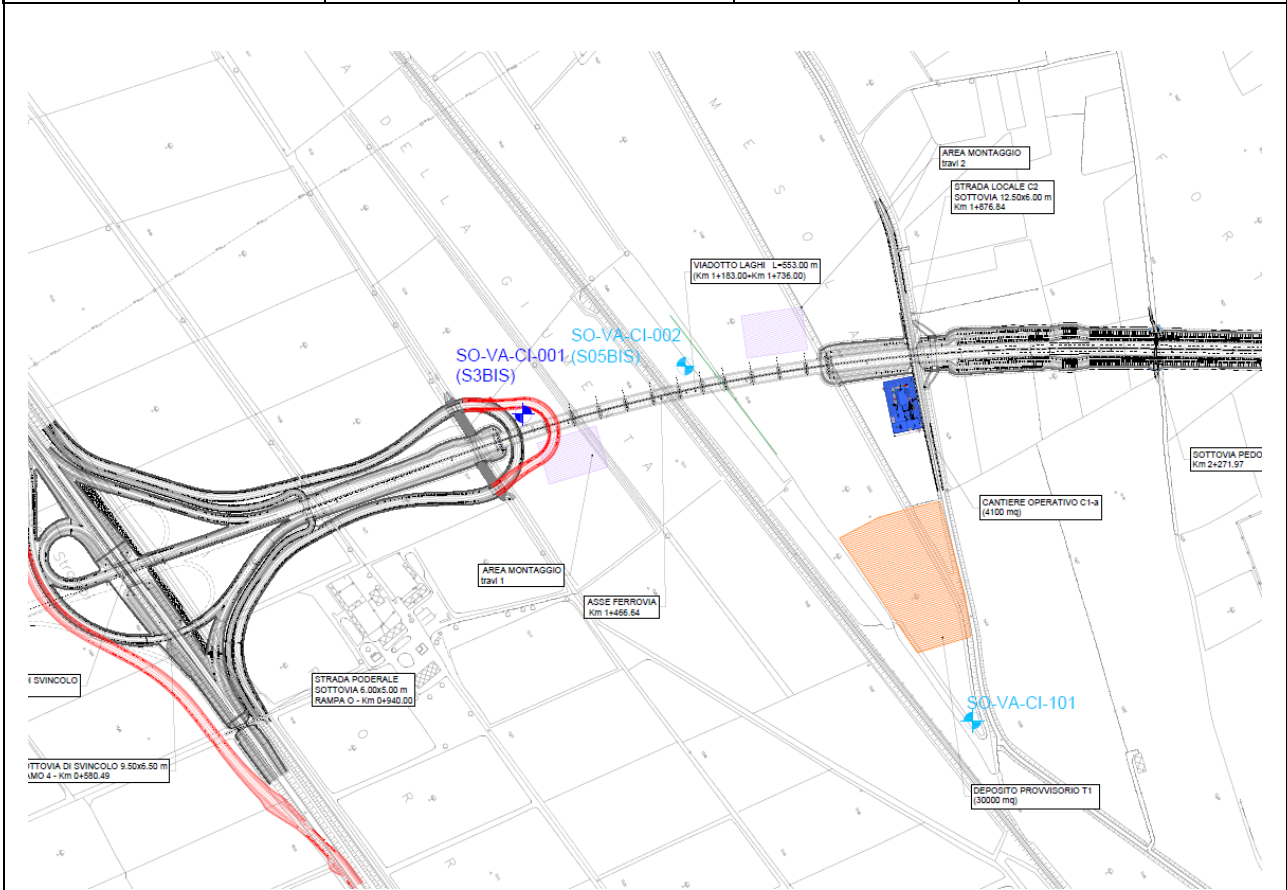 AREA MONTAGGIO
travi 2
STRADA LOCALE C2
SOTTOVIA 12.50x6.00 m
Km 1+876.84
VIADOTTO LAGHI L=553.00 m
(Km 1+183.00÷Km 1+736.00)
SO-VA-CI-002
(S05BIS)
SO-VA-CI-001
(S3BIS)
SOTTOVIA PEDO
Km 2+271.97
CANTIERE OPERATIVO C1-a
(4100 mq)
AREA MONTAGGIO
travi 1
ASSE FERROVIA
Km 1+466.64
I SVINCOLO
STRADA PODERALE
SOTTOVIA 6.00x5.00 m
RAMPA O - Km 0+940.00
SO-VA-CI-101
OTTOVIA DI SVINCOLO 9.50x6.50 m
AMO 4 - Km 0+580.49
DEPOSITO PROVVISORIO T1
(30000 mq)